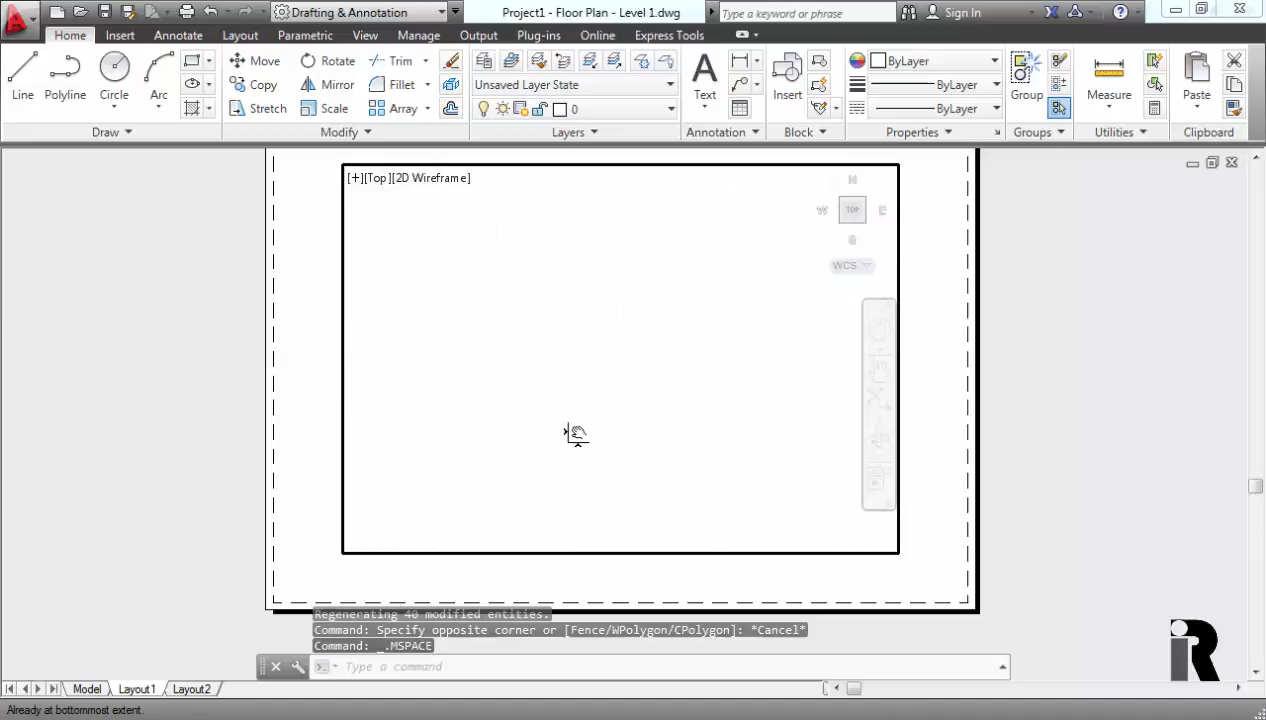 Drafting & Annotation
Project1 - Floor Plan - Level 1.dwg
Type a keyword or phrase
Sign In
Home Insert Annotate Layout Parametric View Manage Output Plug-ins Online Express Tools
Line Polyline Circle Arc
Move Rotate Trim
Copy Mirror Fillet
Stretch Scale Array
Unsaved Layer State
0
Text
Insert
ByLayer
ByLayer
ByLayer
Group
Measure
Paste
Draw Modify Layers Annotation Block Properties Groups Utilities Clipboard
[+][Top][2D Wireframe]
W TOP E
S
WCS
Regenerating 40 modified entities.
Command: Specify opposite corner or [Fence/WPolygon/CPolygon]: *Cancel*
Command: _.MSPACE
Type a command
Model Layout1 Layout2
Already at bottommost extent.
iR